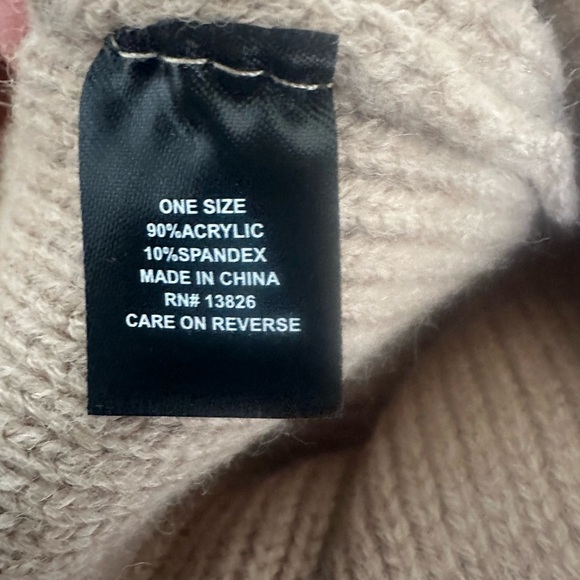 ONE SIZE
90%ACRYLIC
10%SPANDEX
MADE IN CHINA
RN# 13826
CARE ON REVERSE